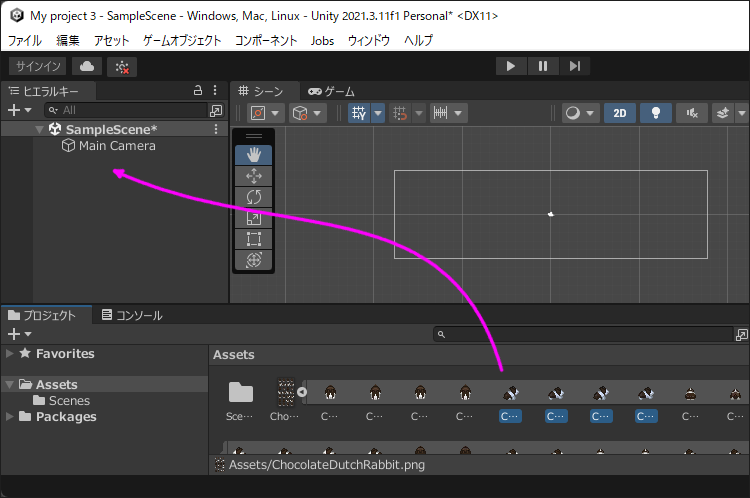 My project 3 - SampleScene - Windows, Mac, Linux - Unity 2021.3.11f1 Personal* <DX11>
ファイル 編集 アセット ゲームオブジェクト コンポーネント Jobs ウィンドウ ヘルプ
サインイン
ヒエラルキー
シーン
ゲーム
All
2D
SampleScene*
Main Camera
プロジェクト
コンソール
Favorites
Assets
Scenes
Packages
Assets
Sce... Cho... C... C... C... C... C... C... C... C... C... C...
Assets/ChocolateDutchRabbit.png